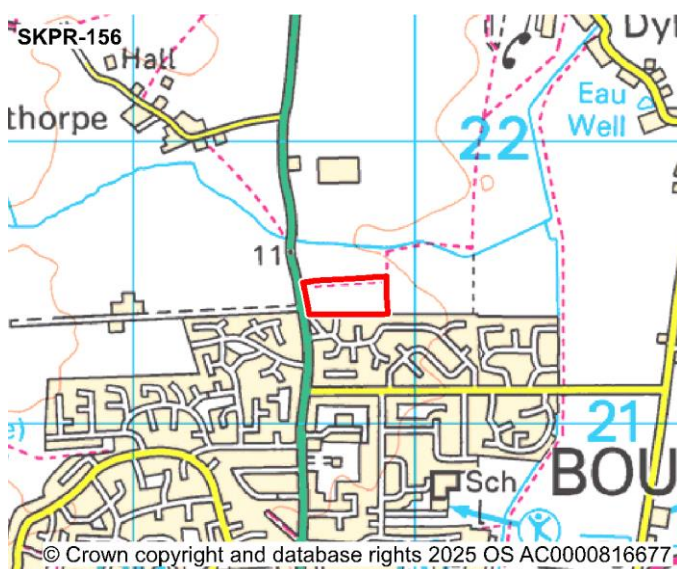 SKPR-156
Hall
thorpe
Dy
Eau
Well
22
11
21
e)
Sch
BOU
© Crown copyright and database rights 2025 OS AC0000816677